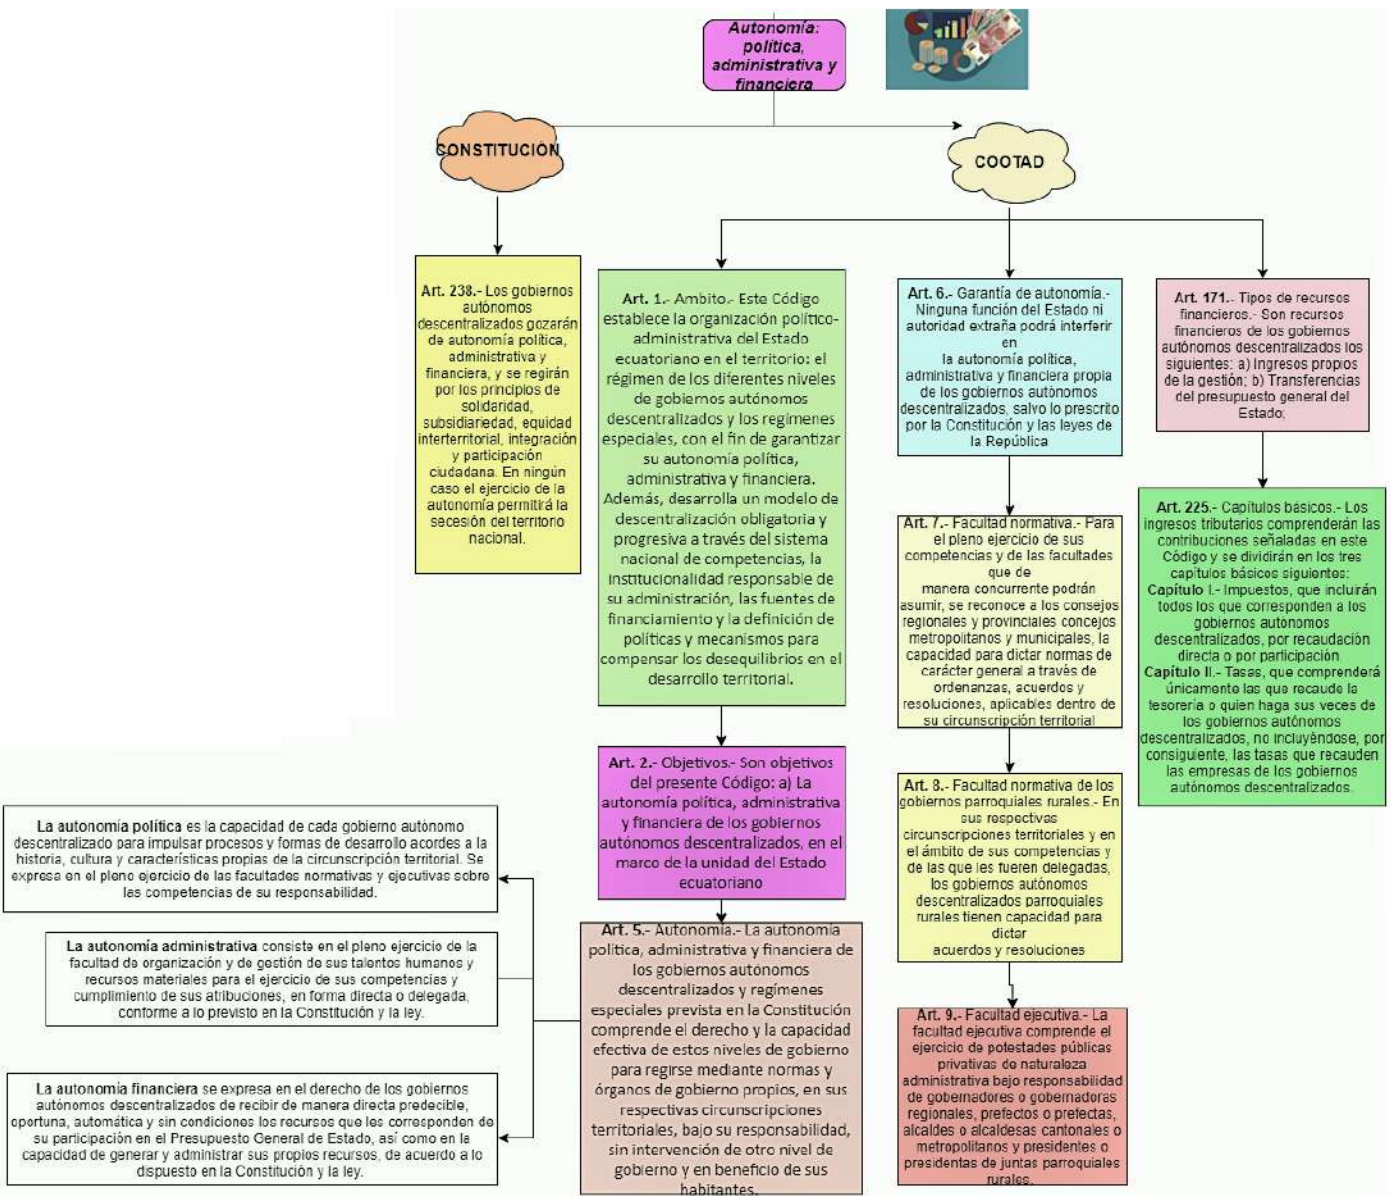 Autonomía:
política,
administrativa y
financiera
CONSTITUCIÓN
COOTAD
Art. 238.- Los gobiernos
autónomos
descentralizados gozarán
de autonomía política,
administrativa y
financiera, y se regirán
por los principios de
solidaridad,
subsidiariedad, equidad
interterritorial, integración
y participación
ciudadana. En ningún
caso el ejercicio de la
autonomía permitirá la
secesión del territorio
nacional.
Art. 1.- Ambito.- Este Código
establece la organización político-
administrativa del Estado
ecuatoriano en el territorio: el
régimen de los diferentes niveles
de gobiernos autónomos
descentralizados y los regímenes
especiales, con el fin de garantizar
su autonomía política,
administrativa y financiera.
Además, desarrolla un modelo de
descentralización obligatoria y
progresiva a través del sistema
nacional de competencias, la
institucionalidad responsable de
su administración, las fuentes de
financiamiento y la definición de
políticas y mecanismos para
compensar los desequilibrios en el
desarrollo territorial.
Art. 2.- Objetivos.- Son objetivos
del presente Código: a) La
autonomía política, administrativa
y financiera de los gobiernos
autónomos descentralizados, en el
marco de la unidad del Estado
ecuatoriano
Art. 5.- Autonomía.- La autonomía
política, administrativa y financiera de
los gobiernos autónomos
descentralizados y regímenes
especiales prevista en la Constitución
comprende el derecho y la capacidad
efectiva de estos niveles de gobierno
para regirse mediante normas y
órganos de gobierno propios, en sus
respectivas circunscripciones
territoriales, bajo su responsabilidad,
sin intervención de otro nivel de
gobierno y en beneficio de sus
habitantes.
La autonomía política es la capacidad de cada gobierno autónomo
descentralizado para impulsar procesos y formas de desarrollo acordes a la
historia, cultura y características propias de la circunscripción territorial. Se
expresa en el pleno ejercicio de las facultades normativas y ejecutivas sobre
las competencias de su responsabilidad.
La autonomía administrativa consiste en el pleno ejercicio de la
facultad de organización y de gestión de sus talentos humanos y
recursos materiales para el ejercicio de sus competencias y
cumplimiento de sus atribuciones, en forma directa o delegada,
conforme a lo previsto en la Constitución y la ley.
La autonomía financiera se expresa en el derecho de los gobiernos
autónomos descentralizados de recibir de manera directa predecible,
oportuna, automática y sin condiciones los recursos que les corresponden de
su participación en el Presupuesto General de Estado, así como en la
capacidad de generar y administrar sus propios recursos, de acuerdo a lo
dispuesto en la Constitución y la ley.
Art. 6.- Garantía de autonomía.-
Ninguna función del Estado ni
autoridad extraña podrá interferir
en
la autonomía política,
administrativa y financiera propia
de los gobiernos autónomos
descentralizados, salvo lo prescrito
por la Constitución y las leyes de
la República
Art. 7.- Facultad normativa.- Para
el pleno ejercicio de sus
competencias y de las facultades
que de
manera concurrente podrán
asumir, se reconoce a los consejos
regionales y provinciales concejos
metropolitanos y municipales, la
capacidad para dictar normas de
carácter general a través de
ordenanzas, acuerdos y
resoluciones, aplicables dentro de
su circunscripción territorial
Art. 8.- Facultad normativa de los
gobiernos parroquiales rurales.- En
sus respectivas
circunscripciones territoriales y en
el ámbito de sus competencias y
de las que les fueren delegadas,
los gobiernos autónomos
descentralizados parroquiales
rurales tienen capacidad para
dictar
acuerdos y resoluciones
Art. 9.- Facultad ejecutiva.- La
facultad ejecutiva comprende el
ejercicio de potestades públicas
privativas de naturaleza
administrativa bajo responsabilidad
de gobernadores o gobernadoras
regionales, prefectos o prefectas,
alcaldes o alcaldesas cantonales o
metropolitanos y presidentes o
presidentas de juntas parroquiales
rurales.
Art. 171.- Tipos de recursos
financieros.- Son recursos
financieros de los gobiernos
autónomos descentralizados los
siguientes: a) Ingresos propios
de la gestión; b) Transferencias
del presupuesto general del
Estado;
Art. 225.- Capítulos básicos.- Los
ingresos tributarios comprenderán las
contribuciones señaladas en este
Código y se dividirán en los tres
capítulos básicos siguientes:
Capítulo I.- Impuestos, que incluirán
todos los que corresponden a los
gobiernos autónomos
descentralizados, por recaudación
directa o por participación.
Capítulo II.- Tasas, que comprenderá
únicamente las que recaude la
tesorería o quien haga sus veces de
los gobiernos autónomos
descentralizados, no incluyéndose, por
consiguiente, las tasas que recauden
las empresas de los gobiernos
autónomos descentralizados.